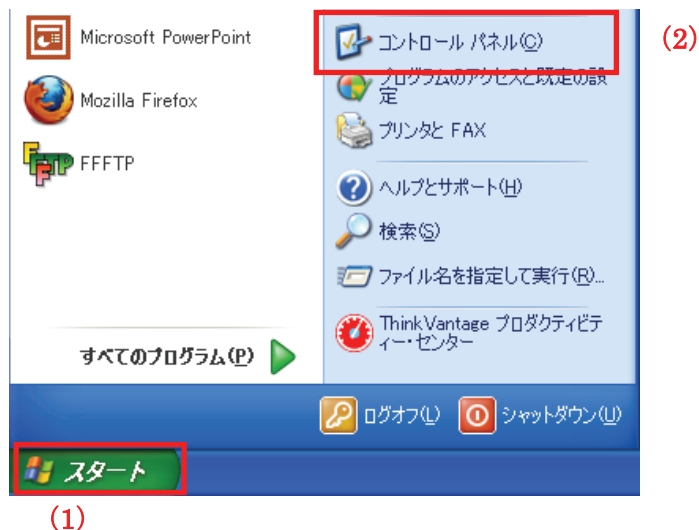 Microsoft PowerPoint
Mozilla Firefox
FFFTP
すべてのプログラム(P)
コントロール パネル(C)
(2)
プログラムのアクセスと既定の設
定
プリンタと FAX
ヘルプとサポート(H)
検索(S)
ファイル名を指定して実行(R)...
ThinkVantage プロダクティビテ
ィー・センター
ログオフ(L)
シャットダウン(U)
スタート
(1)